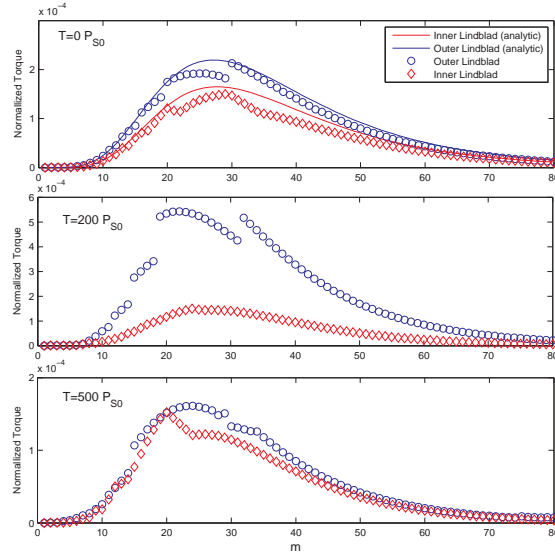 x 10^-4
T=0 P_S0
Inner Lindblad (analytic)
Outer Lindblad (analytic)
Outer Lindblad
Inner Lindblad
Normalized Torque
2
1
0
10 20 30 40 50 60 70 80
x 10^-4
T=200 P_S0
Normalized Torque
6
5
4
3
2
1
0
0 10 20 30 40 50 60 70 80
x 10^-4
T=500 P_S0
Normalized Torque
2
1
0
0 10 20 30 40 50 60 70 80
m